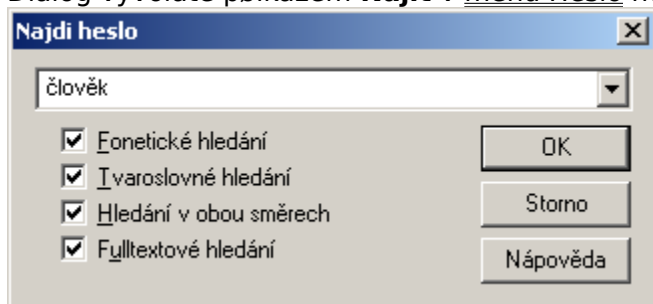 Najdi heslo
člověk
Fonetické hledání
OK
Tvaroslovné hledání
Storno
Hledání v obou směrech
Fulltextové hledání
Nápověda